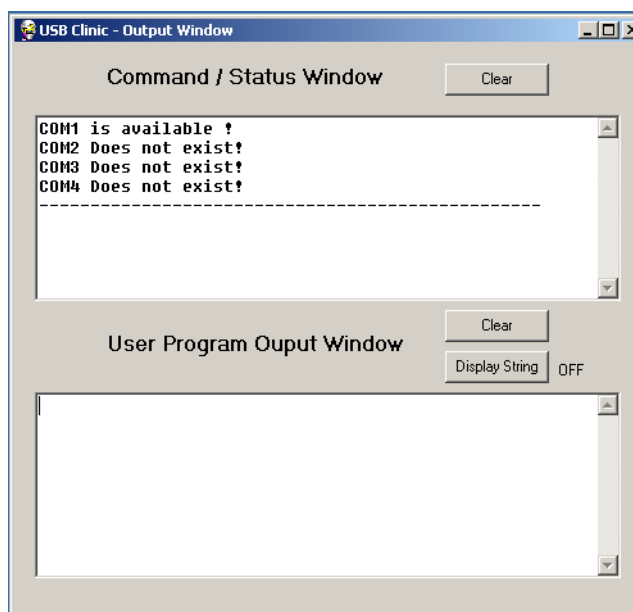 USB Clinic - Output Window
Command / Status Window
Clear
COM1 is available !
COM2 Does not exist!
COM3 Does not exist!
COM4 Does not exist!
-------------------------------------------------
Clear
User Program Ouput Window
Display String OFF